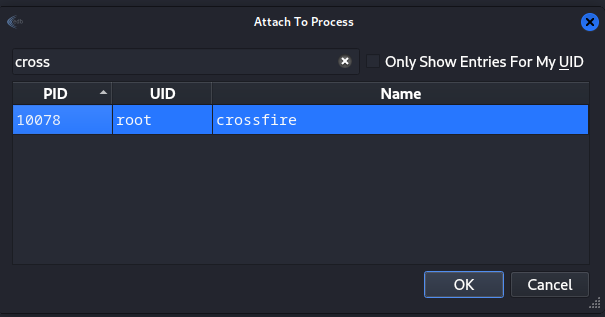 Attach To Process
cross
Only Show Entries For My UID
PID UID Name
10078 root crossfire
OK Cancel